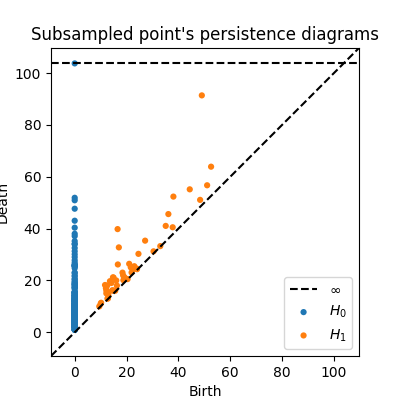 Subsampled point's persistence diagrams
100
80
60
40
20
0
Death
0 20 40 60 80 100
Birth
∞
H₀
H₁